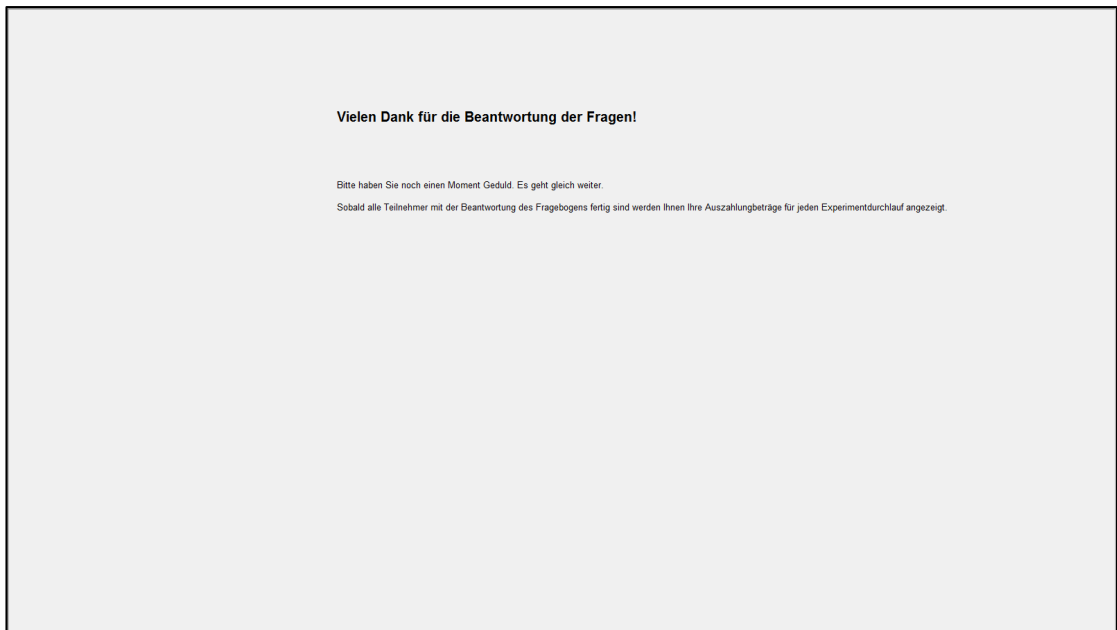 Vielen Dank für die Beantwortung der Fragen!
Bitte haben Sie noch einen Moment Geduld. Es geht gleich weiter.
Sobald alle Teilnehmer mit der Beantwortung des Fragebogens fertig sind werden Ihnen Ihre Auszahlungbeträge für jeden Experimentdurchlauf angezeigt.